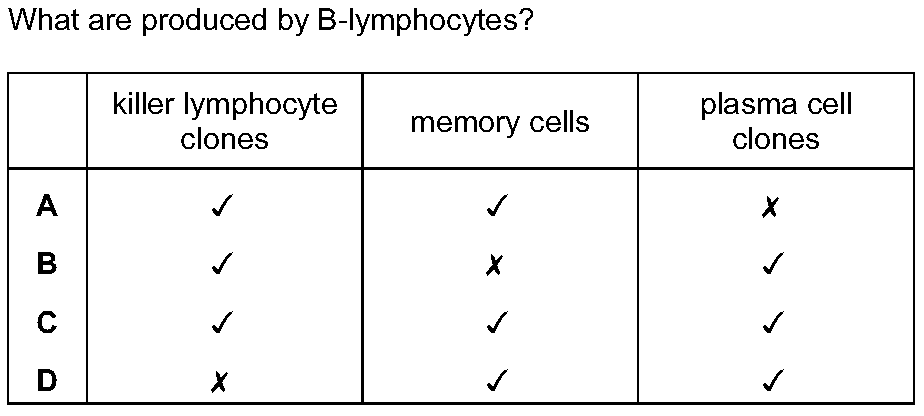 What are produced by B-lymphocytes?
killer lymphocyte clones memory cells plasma cell clones
A ✓ ✓ ✗
B ✓ ✗ ✓
C ✓ ✓ ✓
D ✗ ✓ ✓